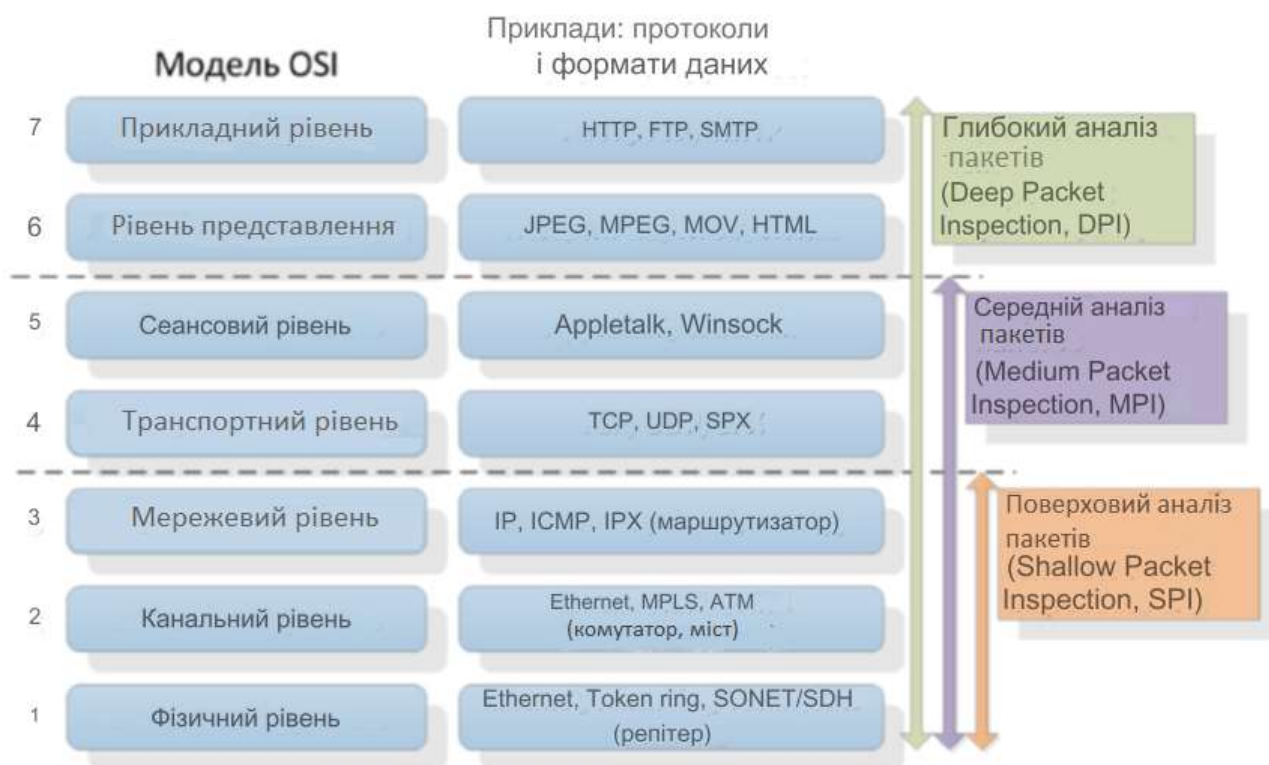 Модель OSI
Приклади: протоколи
і формати даних
7
Прикладний рівень
HTTP, FTP, SMTP
Глибокий аналіз
пакетів
(Deep Packet
Inspection, DPI)
6
Рівень представлення
JPEG, MPEG, MOV, HTML
5
Сеансовий рівень
Appletalk, Winsock
Середній аналіз
пакетів
(Medium Packet
Inspection, MPI)
4
Транспортний рівень
TCP, UDP, SPX
3
Мережевий рівень
IP, ICMP, IPX (маршрутизатор)
Поверховий аналіз
пакетів
(Shallow Packet
Inspection, SPI)
2
Канальний рівень
Ethernet, MPLS, ATM
(комутатор, міст)
1
Фізичний рівень
Ethernet, Token ring, SONET/SDH
(репітер)